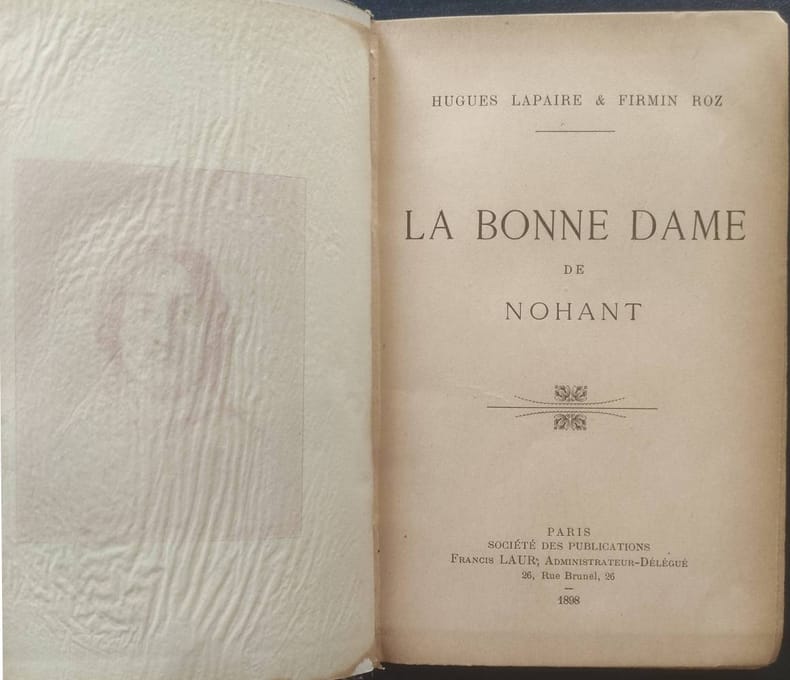 HUGUES LAPAIRE & FIRMIN ROZ
LA BONNE DAME
DE
NOHANT
PARIS
SOCIÉTÉ DES PUBLICATIONS
FRANCIS LAUR, ADMINISTRATEUR-DÉLÉGUÉ
26, Rue Brunel, 26
1898